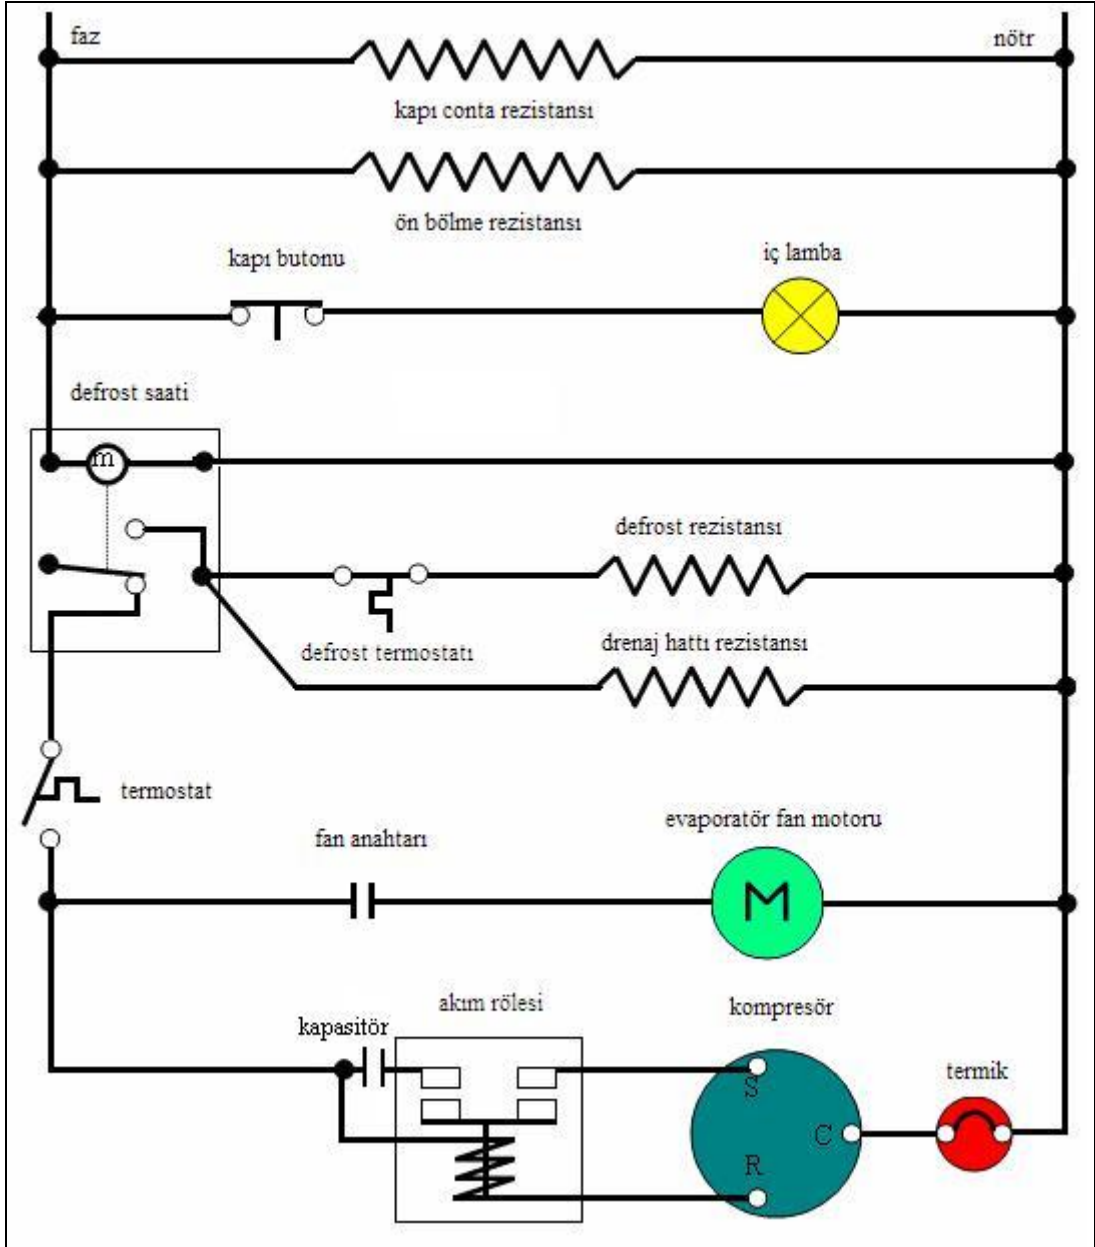 faz
nötr
kapı conta rezistansı
ön bölme rezistansı
kapı butonu
iç lamba
defrost saati
m
defrost rezistansı
defrost termostatı
drenaj hattı rezistansı
termostat
fan anahtarı
evaporatör fan motoru
M
akım rölesi
kompresör
kapasitör
termik
S
C
R